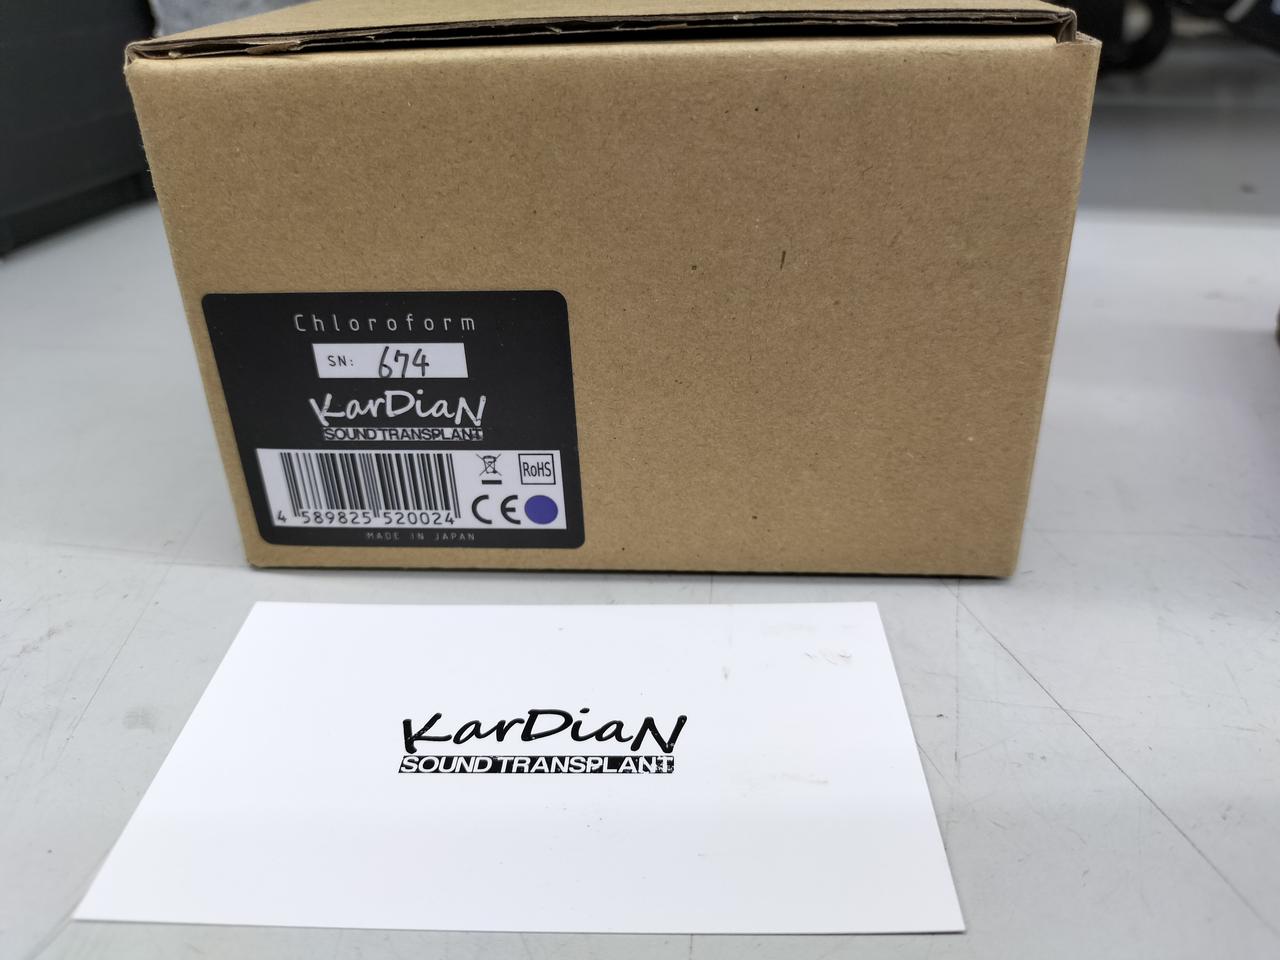 Chloroform
SN: 674
KarDiaN
SOUND TRANSPLANT
RoHS
4 589825 520024
CE
MADE IN JAPAN
KarDiaN
SOUND TRANSPLANT